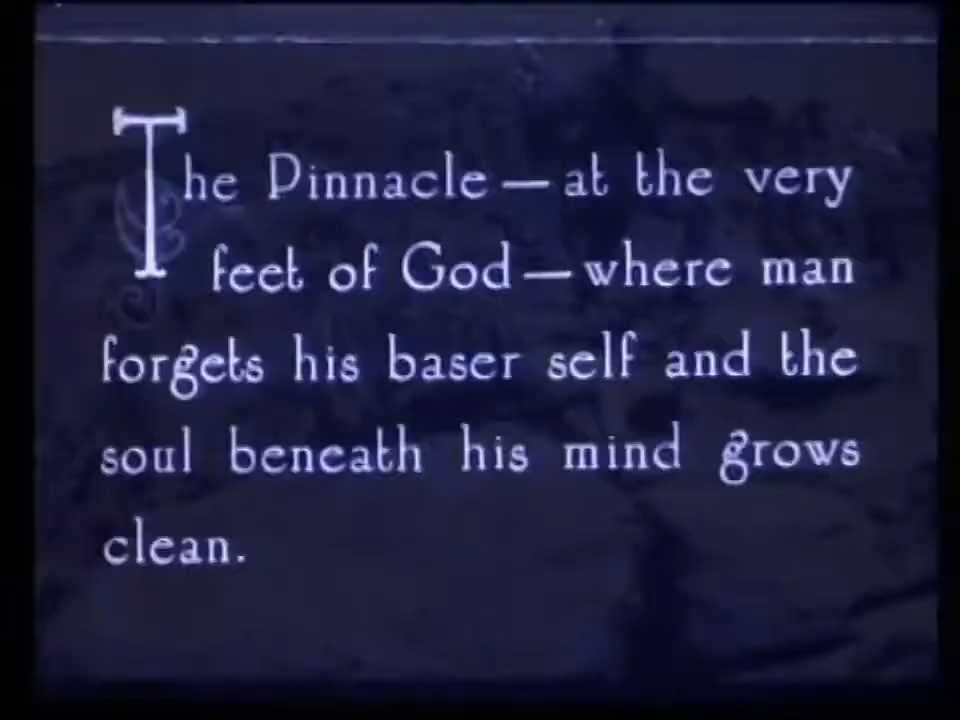 The Pinnacle — at the very
feet of God — where man
forgets his baser self and the
soul beneath his mind grows
clean.